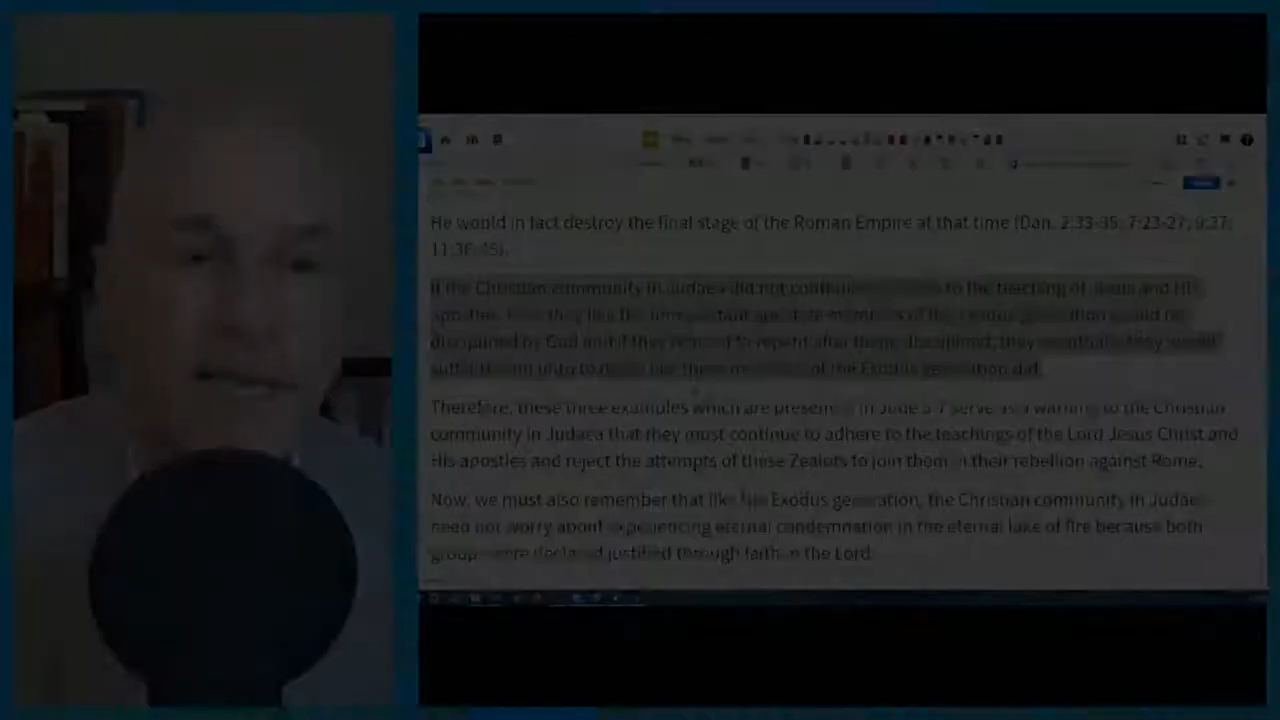 He would in fact destroy the final stage of the Roman Empire at that time (Dan. 2:33-35; 7:23-27; 9:27;
11:36-45).
If the Christian community in Judaea did not continue to the teaching of Jesus and His
apostles, then they like the unrepentant apostate members of the Exodus generation would be
disciplined by God and if they refused to repent after being disciplined, they eventually they would
suffer the sin unto death like these members of the Exodus generation did.
Therefore, these three examples which are presented in Jude 5-7 serve as a warning to the Christian
community in Judaea that they must continue to adhere to the teachings of the Lord Jesus Christ and
His apostles and reject the attempts of these Zealots to join them in their rebellion against Rome.
Now, we must also remember that like the Exodus generation, the Christian community in Judaea
need not worry about experiencing eternal condemnation in the eternal lake of fire because both
groups were declared justified through faith in the Lord.